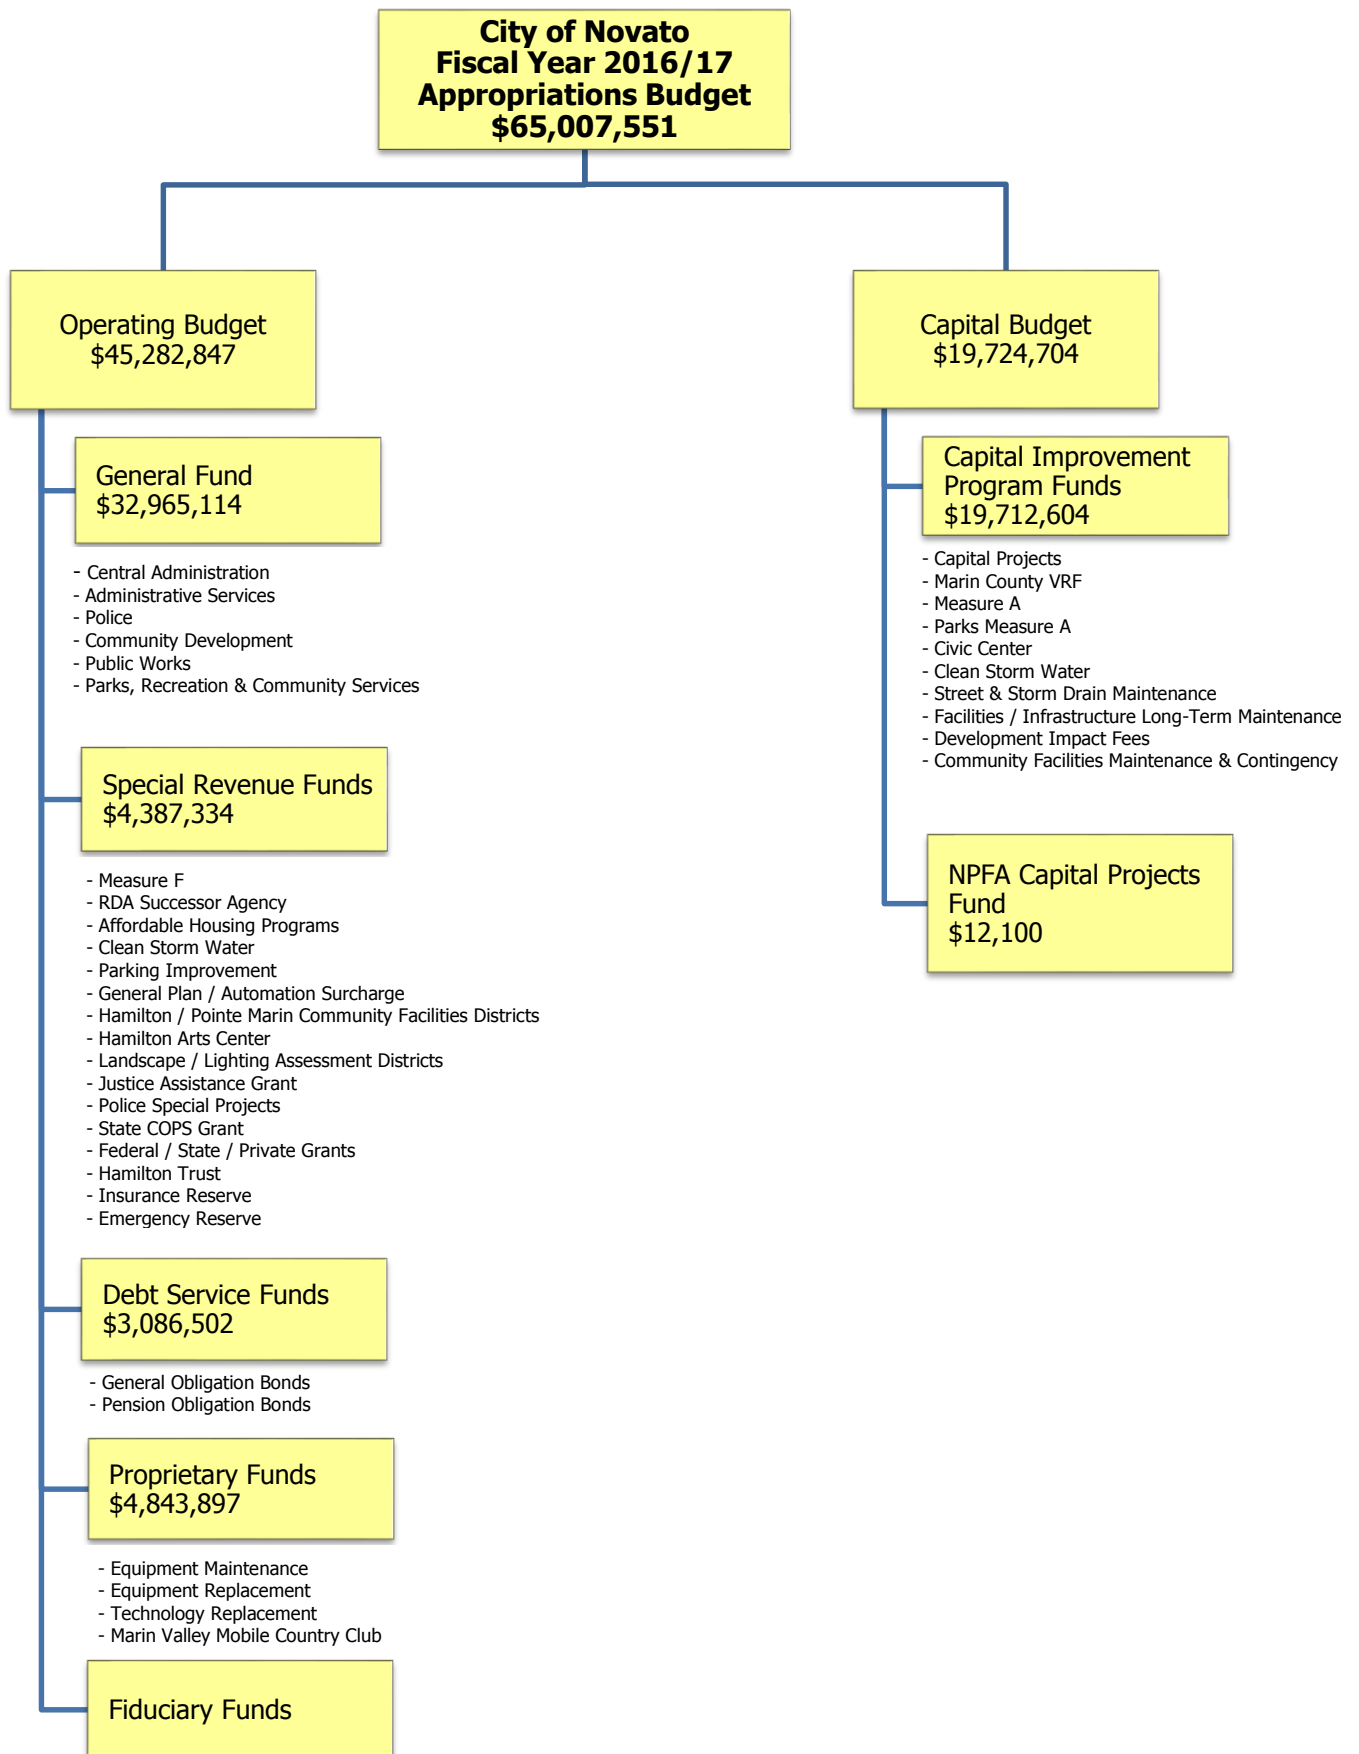 City of Novato
Fiscal Year 2016/17
Appropriations Budget
$65,007,551
Operating Budget
$45,282,847
General Fund
$32,965,114
- Central Administration
- Administrative Services
- Police
- Community Development
- Public Works
- Parks, Recreation & Community Services
Special Revenue Funds
$4,387,334
- Measure F
- RDA Successor Agency
- Affordable Housing Programs
- Clean Storm Water
- Parking Improvement
- General Plan / Automation Surcharge
- Hamilton / Pointe Marin Community Facilities Districts
- Hamilton Arts Center
- Landscape / Lighting Assessment Districts
- Justice Assistance Grant
- Police Special Projects
- State COPS Grant
- Federal / State / Private Grants
- Hamilton Trust
- Insurance Reserve
- Emergency Reserve
Debt Service Funds
$3,086,502
- General Obligation Bonds
- Pension Obligation Bonds
Proprietary Funds
$4,843,897
- Equipment Maintenance
- Equipment Replacement
- Technology Replacement
- Marin Valley Mobile Country Club
Fiduciary Funds
Capital Budget
$19,724,704
Capital Improvement
Program Funds
$19,712,604
- Capital Projects
- Marin County VRF
- Measure A
- Parks Measure A
- Civic Center
- Clean Storm Water
- Street & Storm Drain Maintenance
- Facilities / Infrastructure Long-Term Maintenance
- Development Impact Fees
- Community Facilities Maintenance & Contingency
NPFA Capital Projects
Fund
$12,100